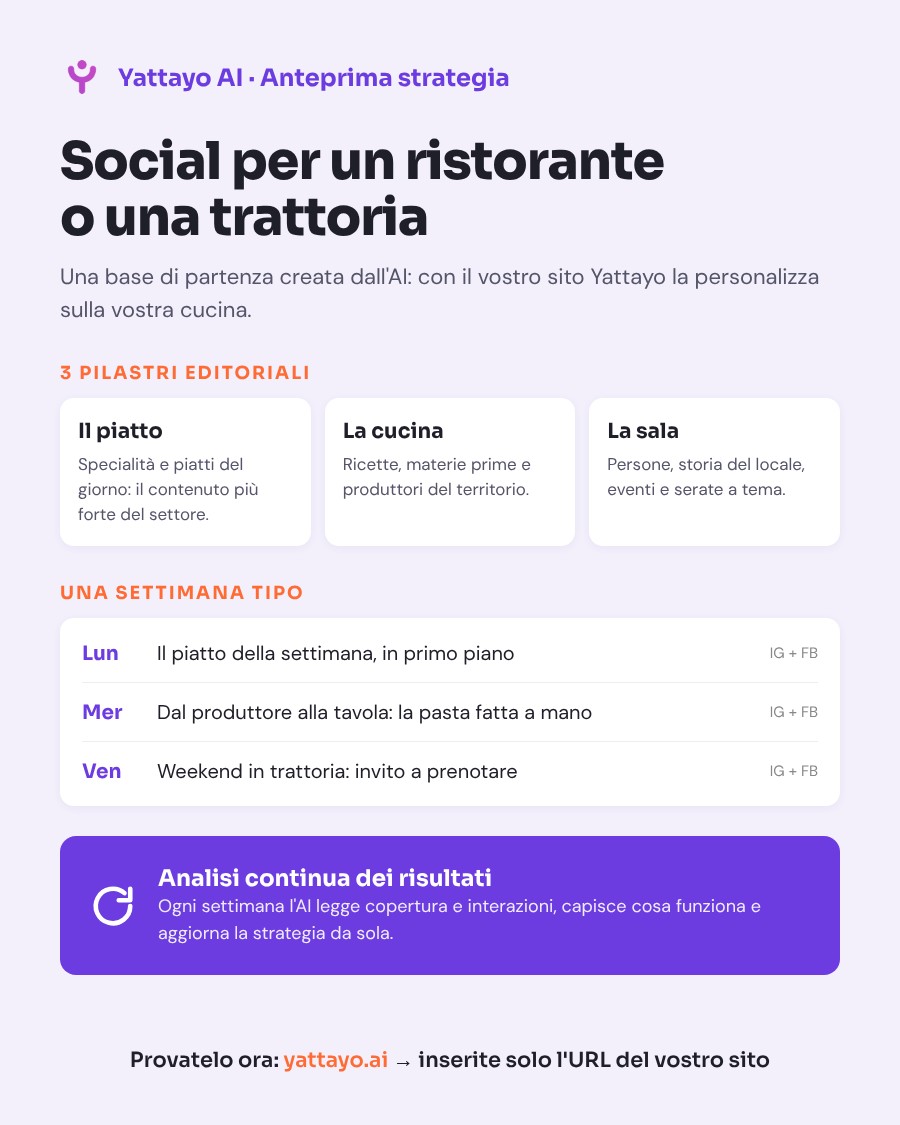 Yattayo AI · Anteprima strategia
Social per un ristorante
o una trattoria
Una base di partenza creata dall'AI: con il vostro sito Yattayo la personalizza
sulla vostra cucina.
3 PILASTRI EDITORIALI
Il piatto
Specialità e piatti del
giorno: il contenuto più
forte del settore.
La cucina
Ricette, materie prime e
produttori del territorio.
La sala
Persone, storia del locale,
eventi e serate a tema.
UNA SETTIMANA TIPO
Lun Il piatto della settimana, in primo piano IG + FB
Mer Dal produttore alla tavola: la pasta fatta a mano IG + FB
Ven Weekend in trattoria: invito a prenotare IG + FB
Analisi continua dei risultati
Ogni settimana l'AI legge copertura e interazioni, capisce cosa funziona e
aggiorna la strategia da sola.
Provatelo ora: yattayo.ai → inserite solo l'URL del vostro sito